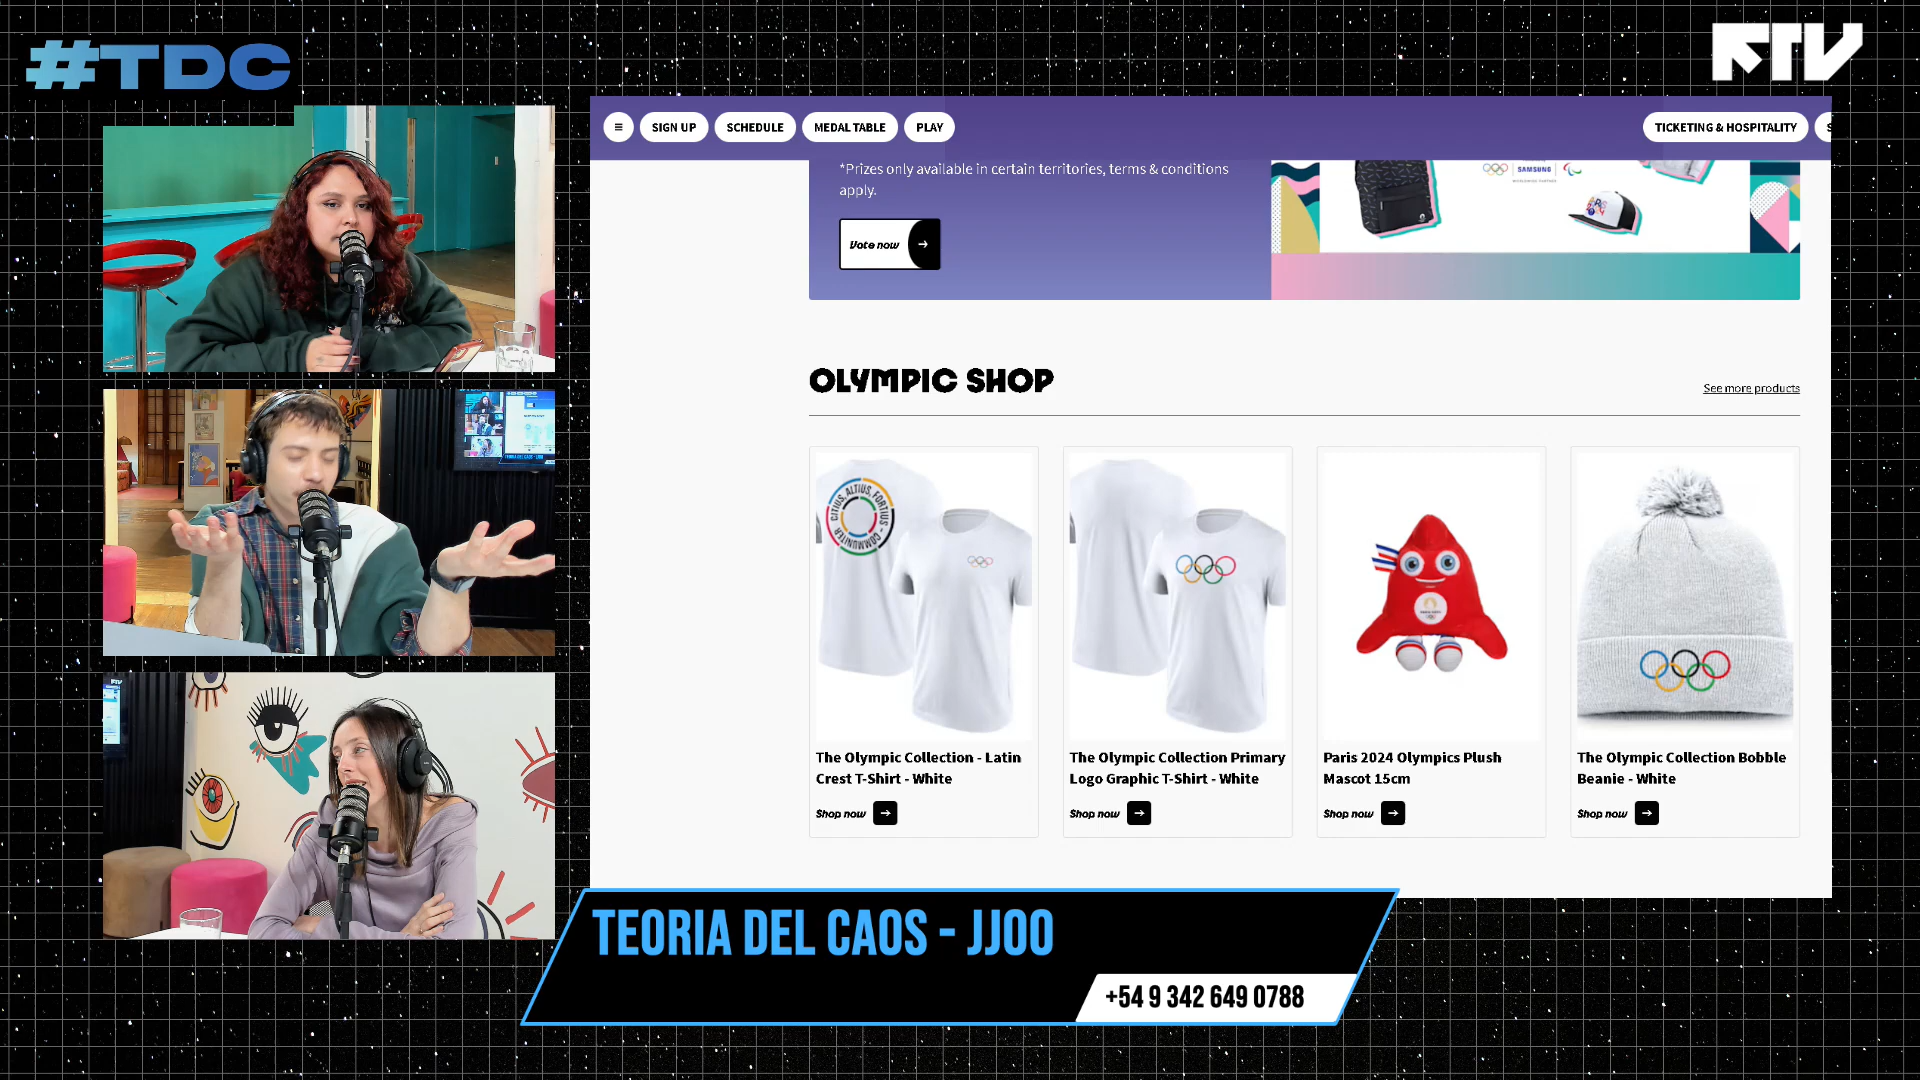 #TDC
FTV
☰
SIGN UP
SCHEDULE
MEDAL TABLE
PLAY
TICKETING & HOSPITALITY
*Prizes only available in certain territories, terms & conditions
apply.
Vote now →
SAMSUNG
OLYMPIC SHOP
See more products
CITIUS, ALTIUS, FORTIUS - COMMUNITER
The Olympic Collection - Latin
Crest T-Shirt - White
Shop now →
The Olympic Collection Primary
Logo Graphic T-Shirt - White
Shop now →
Paris 2024 Olympics Plush
Mascot 15cm
Shop now →
The Olympic Collection Bobble
Beanie - White
Shop now →
TEORIA DEL CAOS - JJOO
+54 9 342 649 0788